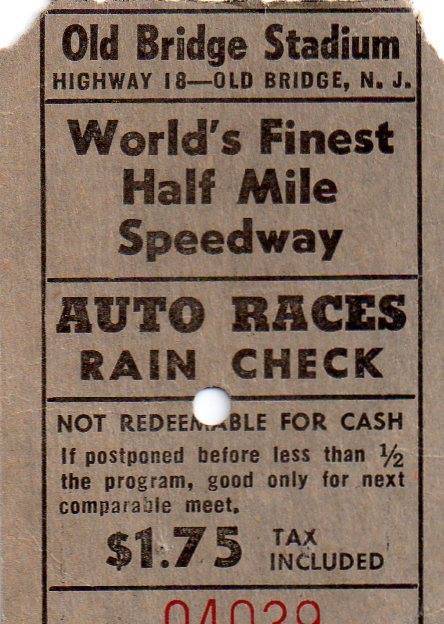 Old Bridge Stadium
HIGHWAY 18—OLD BRIDGE, N. J.
World's Finest
Half Mile
Speedway
AUTO RACES
RAIN CHECK
NOT REDEEMABLE FOR CASH
If postponed before less than ½
the program, good only for next
comparable meet.
$1.75 TAX INCLUDED
04039